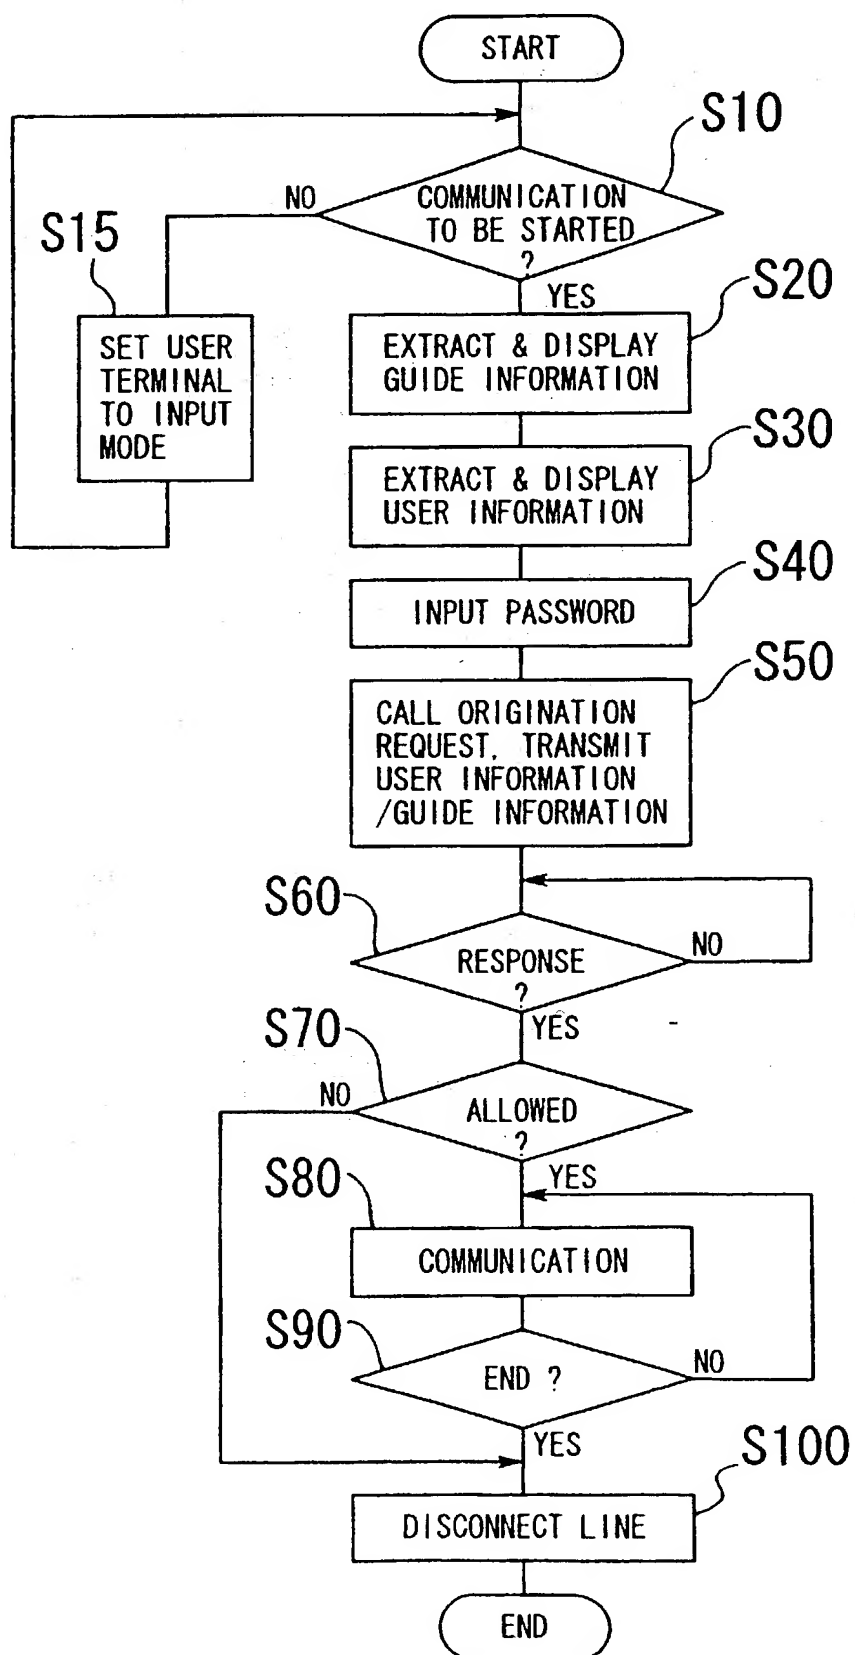 START
S10
COMMUNICATION
TO BE STARTED
?
NO
YES
S15
SET USER
TERMINAL
TO INPUT
MODE
S20
EXTRACT & DISPLAY
GUIDE INFORMATION
S30
EXTRACT & DISPLAY
USER INFORMATION
S40
INPUT PASSWORD
S50
CALL ORIGINATION
REQUEST, TRANSMIT
USER INFORMATION
/GUIDE INFORMATION
S60
RESPONSE
?
NO
YES
S70
NO
ALLOWED
?
YES
S80
COMMUNICATION
S90
END ?
NO
YES
S100
DISCONNECT LINE
END